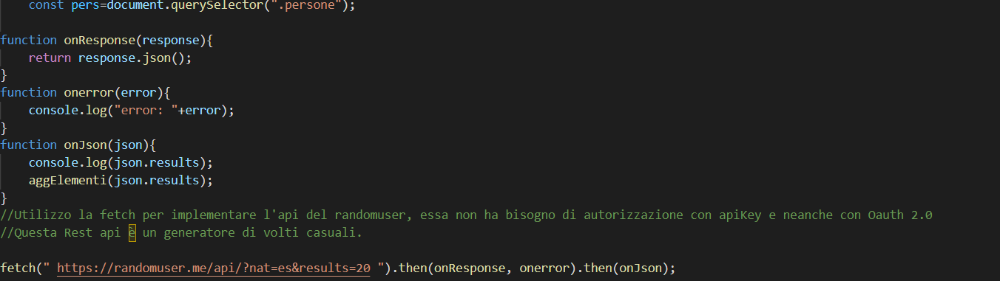 const pers=document.querySelector(".persone");
function onResponse(response){
return response.json();
}
function onerror(error){
console.log("error: "+error);
}
function onJson(json){
console.log(json.results);
aggElementi(json.results);
}
//Utilizzo la fetch per implementare l'api del randomuser, essa non ha bisogno di autorizzazione con apiKey e neanche con Oauth 2.0
//Questa Rest api è un generatore di volti casuali.
fetch(" https://randomuser.me/api/?nat=es&results=20 ").then(onResponse, onerror).then(onJson);